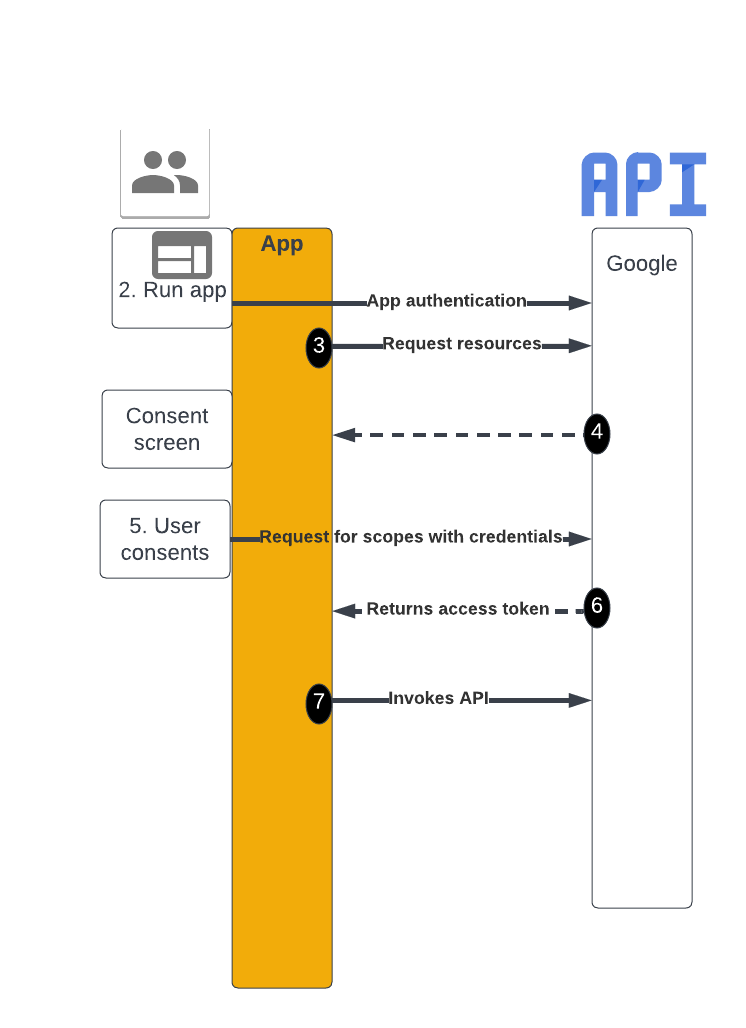 API
App
Google
2. Run app
App authentication
3
Request resources
Consent
screen
4
5. User
consents
Request for scopes with credentials
6
Returns access token
7
Invokes API